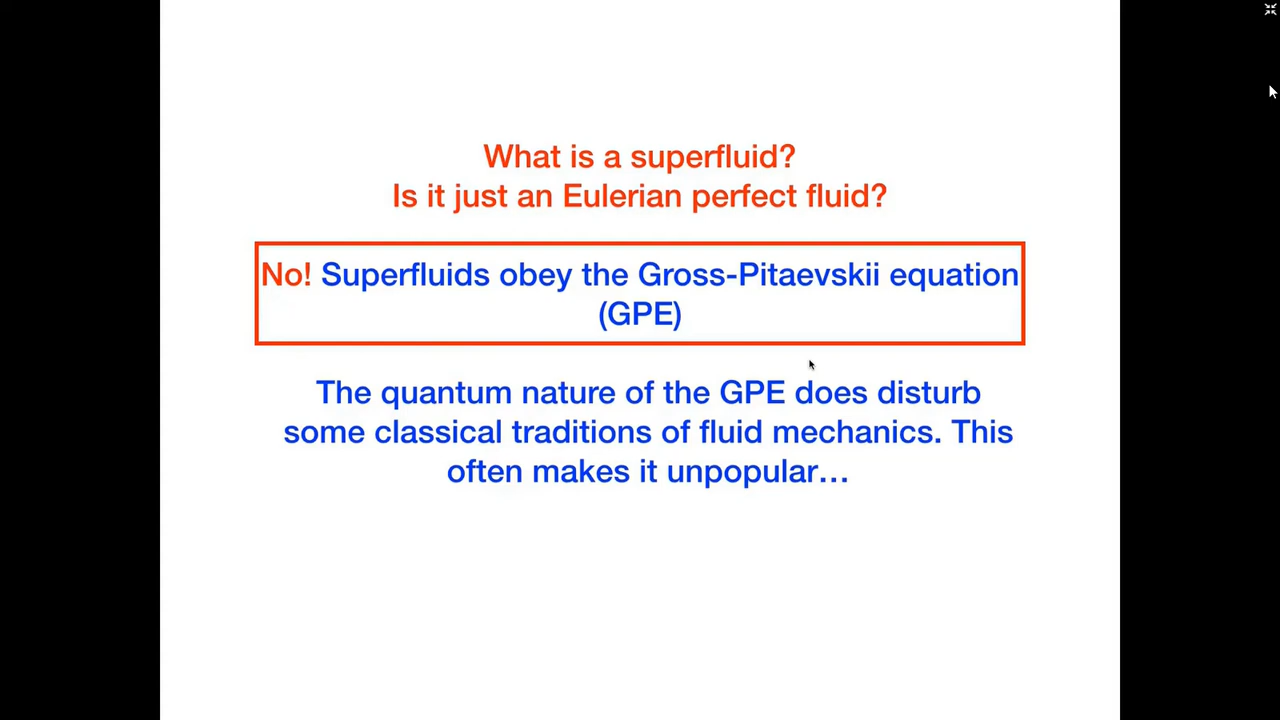 What is a superfluid?
Is it just an Eulerian perfect fluid?
No! Superfluids obey the Gross-Pitaevskii equation
(GPE)
The quantum nature of the GPE does disturb
some classical traditions of fluid mechanics. This
often makes it unpopular…